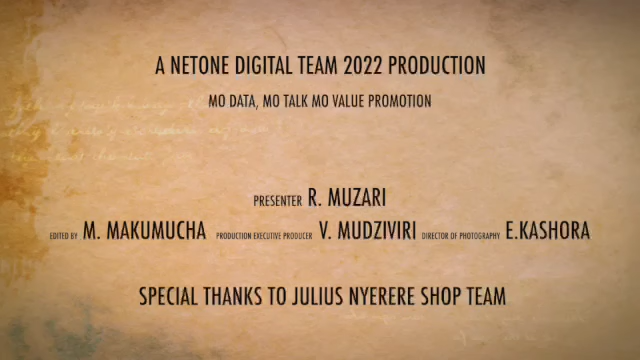 A NETONE DIGITAL TEAM 2022 PRODUCTION
MO DATA, MO TALK MO VALUE PROMOTION
PRESENTER R. MUZARI
EDITED BY M. MAKUMUCHA PRODUCTION EXECUTIVE PRODUCER V. MUDZIVIRI DIRECTOR OF PHOTOGRAPHY E.KASHORA
SPECIAL THANKS TO JULIUS NYERERE SHOP TEAM